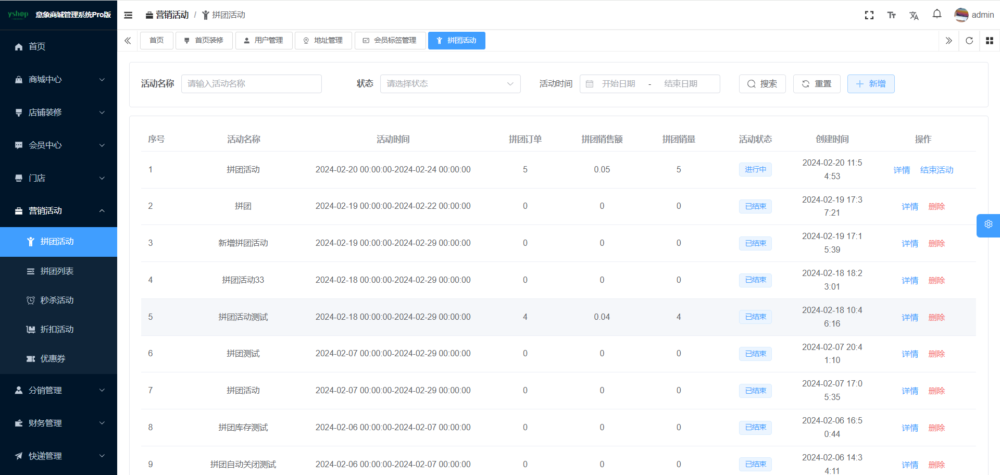 yshop 意象商城管理系统Pro版
营销活动 / 拼团活动
admin
首页 首页装修 用户管理 地址管理 会员标签管理 拼团活动
首页
商城中心
店铺装修
会员中心
门店
营销活动
拼团活动
拼团列表
秒杀活动
折扣活动
优惠券
分销管理
财务管理
快递管理
活动名称 请输入活动名称 状态 请选择状态 活动时间 开始日期 - 结束日期 搜索 重置 新增
序号 活动名称 活动时间 拼团订单 拼团销售额 拼团销量 活动状态 创建时间 操作
1 拼团活动 2024-02-20 00:00:00-2024-02-24 00:00:00 5 0.05 5 进行中 2024-02-20 11:5
4:53 详情 结束活动
2 拼团 2024-02-19 00:00:00-2024-02-22 00:00:00 0 0 0 已结束 2024-02-19 17:3
7:21 详情 删除
3 新增拼团活动 2024-02-19 00:00:00-2024-02-29 00:00:00 0 0 0 已结束 2024-02-19 17:1
5:39 详情 删除
4 拼团活动33 2024-02-18 00:00:00-2024-02-29 00:00:00 0 0 0 已结束 2024-02-18 18:2
3:01 详情 删除
5 拼团活动测试 2024-02-18 00:00:00-2024-02-29 00:00:00 4 0.04 4 已结束 2024-02-18 10:4
6:16 详情 删除
6 拼团测试 2024-02-07 00:00:00-2024-02-29 00:00:00 0 0 0 已结束 2024-02-07 20:4
1:10 详情 删除
7 拼团活动 2024-02-07 00:00:00-2024-02-29 00:00:00 0 0 0 已结束 2024-02-07 17:0
5:35 详情 删除
8 拼团库存测试 2024-02-06 00:00:00-2024-02-07 00:00:00 0 0 0 已结束 2024-02-06 16:5
0:44 详情 删除
9 拼团自动关闭测试 2024-02-06 00:00:00-2024-02-07 00:00:00 0 0 0 已结束 2024-02-06 14:3
4:11 详情 删除